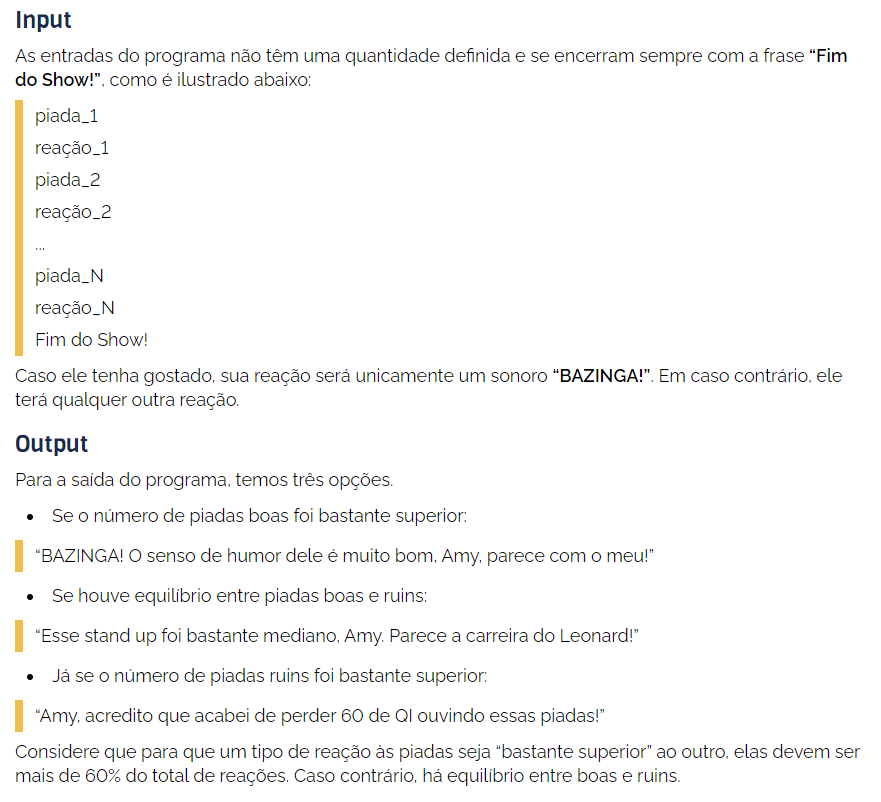 Input
As entradas do programa não têm uma quantidade definida e se encerram sempre com a frase “Fim
do Show!”, como é ilustrado abaixo:
piada_1
reação_1
piada_2
reação_2
...
piada_N
reação_N
Fim do Show!
Caso ele tenha gostado, sua reação será unicamente um sonoro “BAZINGA!”. Em caso contrário, ele
terá qualquer outra reação.
Output
Para a saída do programa, temos três opções.
• Se o número de piadas boas foi bastante superior:
“BAZINGA! O senso de humor dele é muito bom, Amy, parece com o meu!”
• Se houve equilíbrio entre piadas boas e ruins:
“Esse stand up foi bastante mediano, Amy. Parece a carreira do Leonard!”
• Já se o número de piadas ruins foi bastante superior:
“Amy, acredito que acabei de perder 60 de QI ouvindo essas piadas!”
Considere que para que um tipo de reação às piadas seja “bastante superior” ao outro, elas devem ser
mais de 60% do total de reações. Caso contrário, há equilíbrio entre boas e ruins.